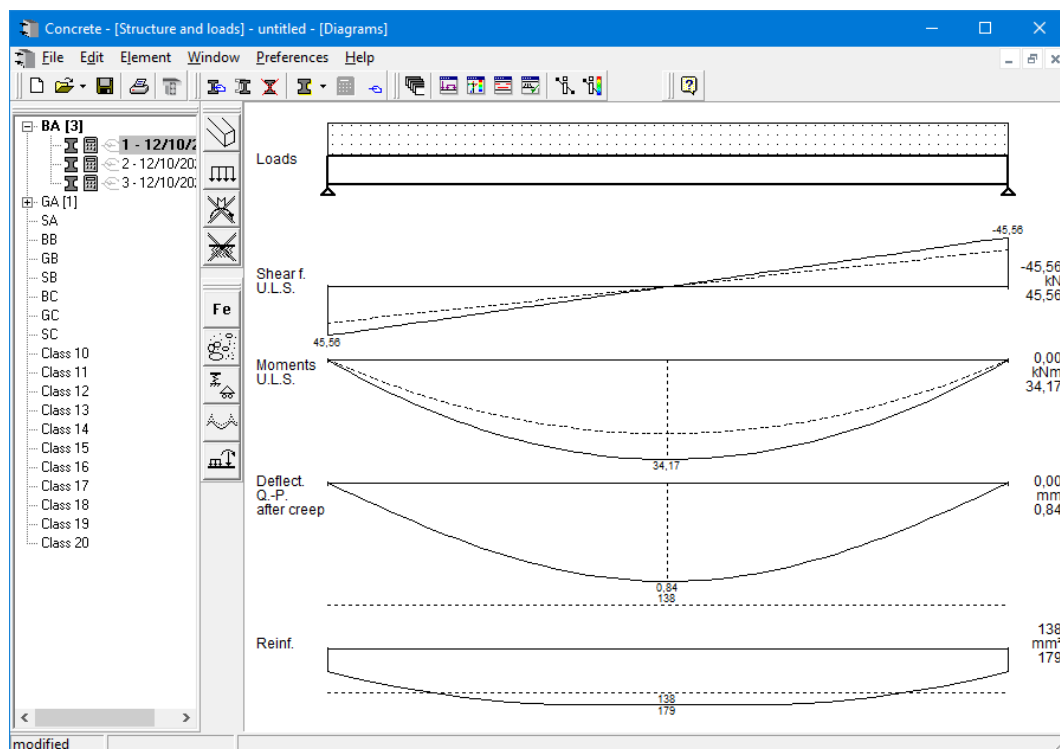 Concrete - [Structure and loads] - untitled - [Diagrams]
File Edit Element Window Preferences Help
BA [3]
1 - 12/10/2
2 - 12/10/20
3 - 12/10/20
GA [1]
SA
BB
GB
SB
BC
GC
SC
Class 10
Class 11
Class 12
Class 13
Class 14
Class 15
Class 16
Class 17
Class 18
Class 19
Class 20
Fe
Loads
-45,56
Shear f.
U.L.S.
-45,56
kN
45,56
45,56
Moments
U.L.S.
0,00
kNm
34,17
34,17
Deflect.
Q.-P.
after creep
0,00
mm
0,84
0,84
138
Reinf.
138
mm²
179
138
179
modified